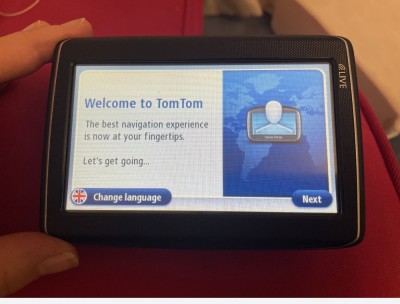 LIVE
Welcome to TomTom
The best navigation experience
is now at your fingertips.
Let's get going...
Change language
Next